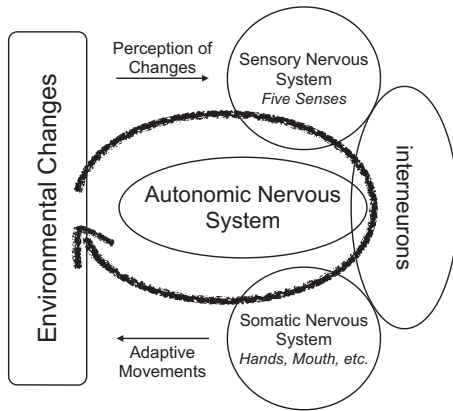 Environmental Changes
Perception of
Changes
Sensory Nervous
System
Five Senses
interneurons
Autonomic Nervous
System
Somatic Nervous
System
Hands, Mouth, etc.
Adaptive
Movements